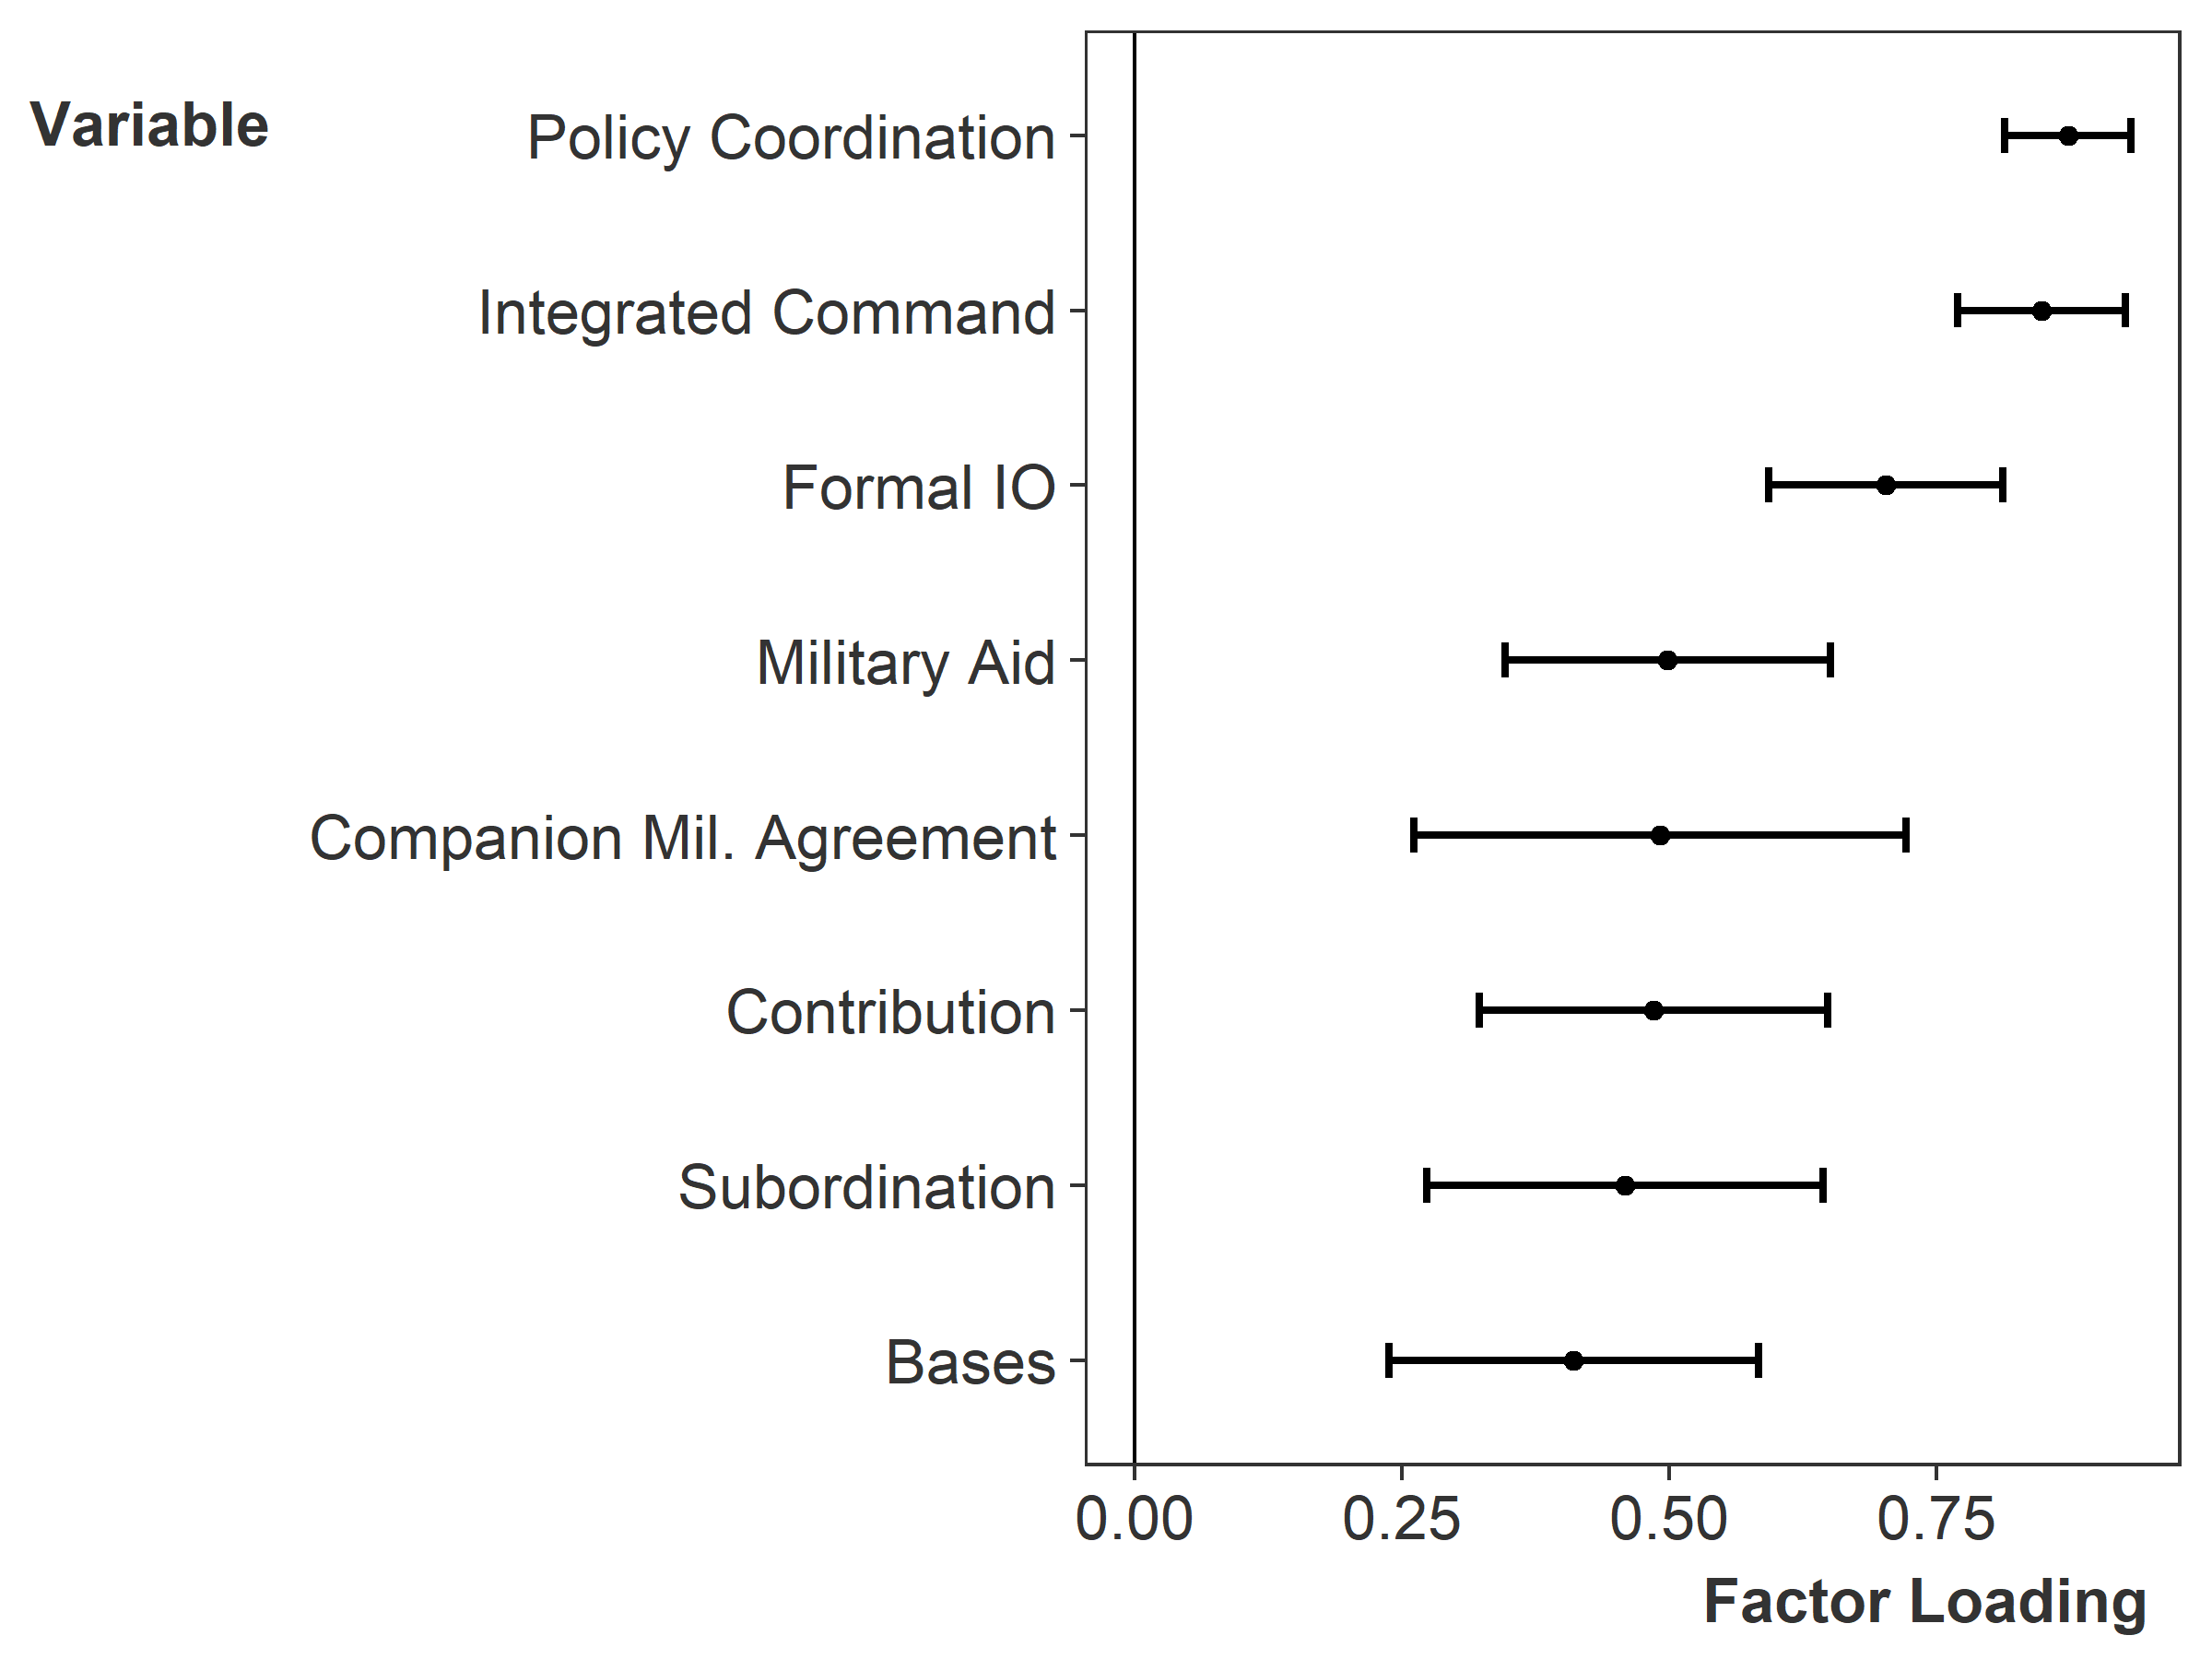 Variable
Policy Coordination
Integrated Command
Formal IO
Military Aid
Companion Mil. Agreement
Contribution
Subordination
Bases
0.00 0.25 0.50 0.75
Factor Loading